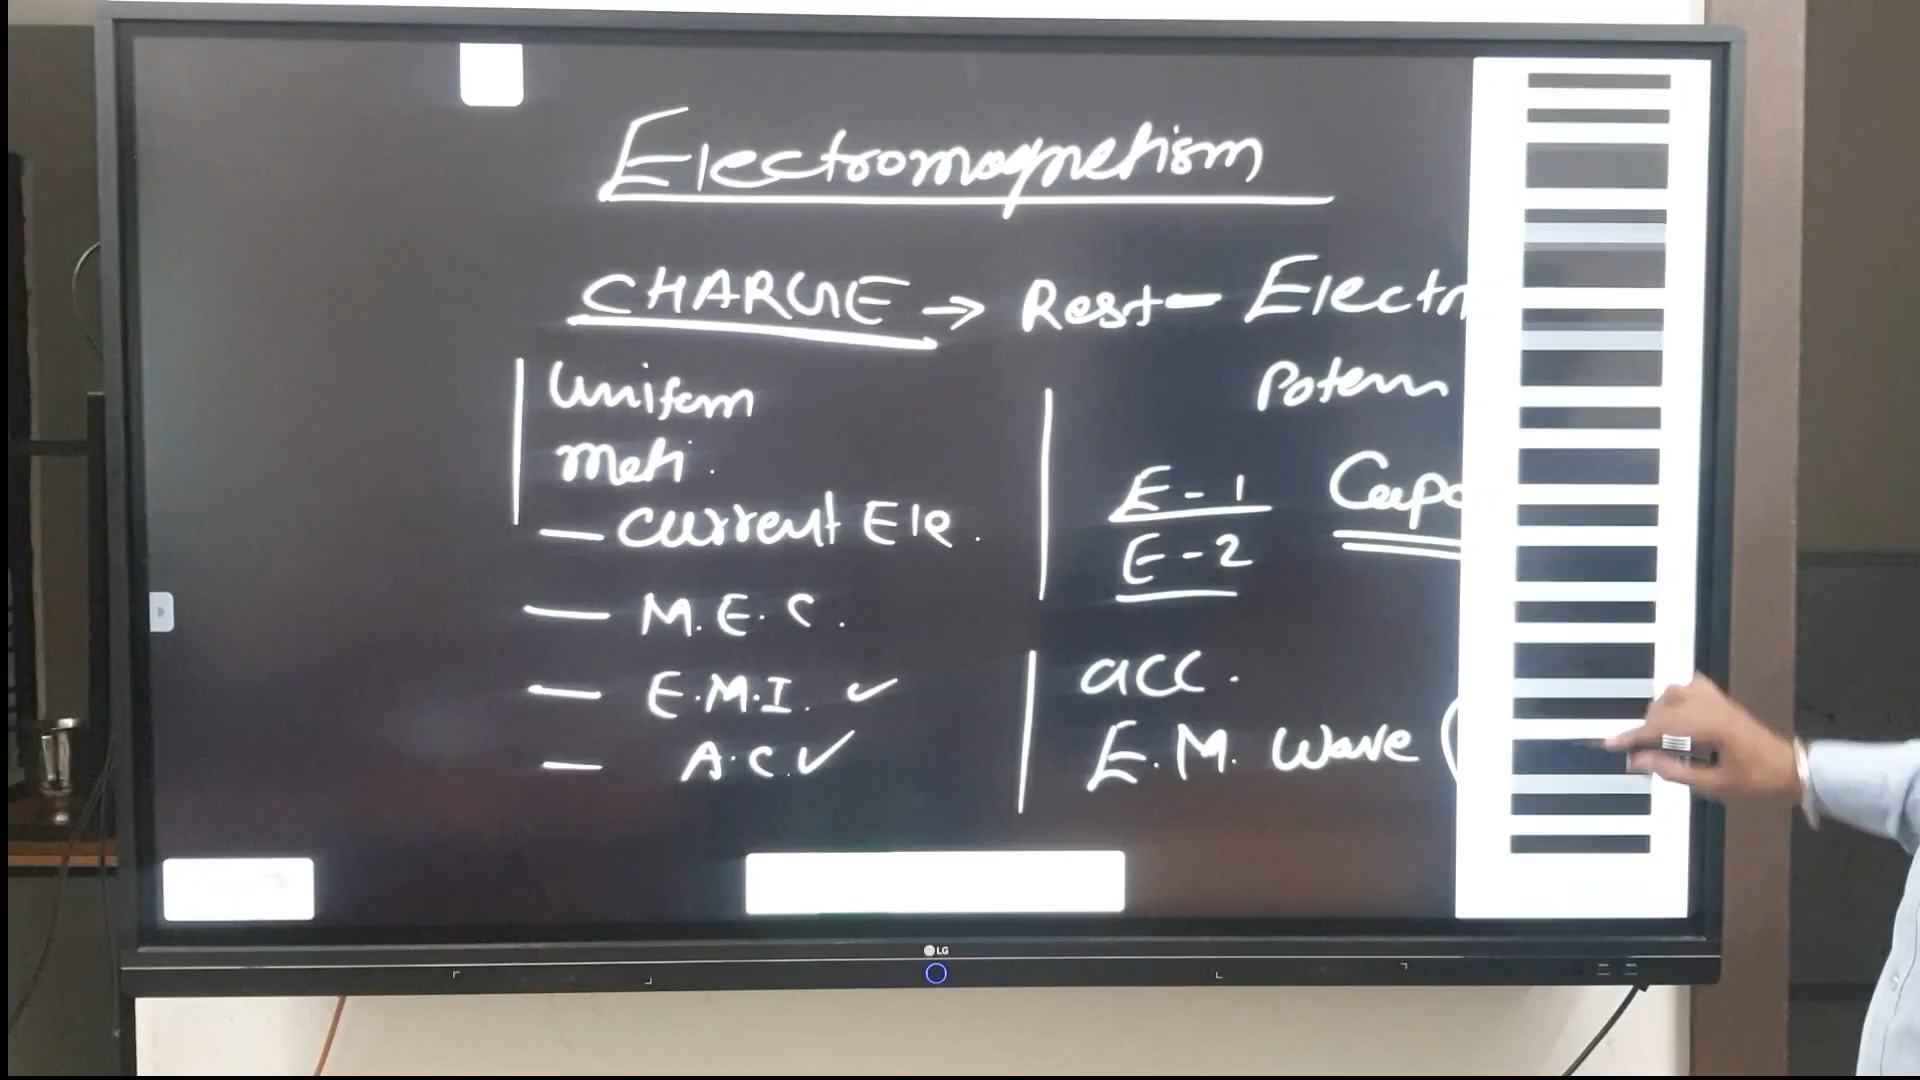 Electromagnetism
CHARGE → Rest - Electr
Uniform
Poten
Moti.
E-1
Capa
— Current Ele.
E-2
— M.E.C.
— E.M.I. ✓
acc.
— A.C. ✓
E.M. Wave (
LG